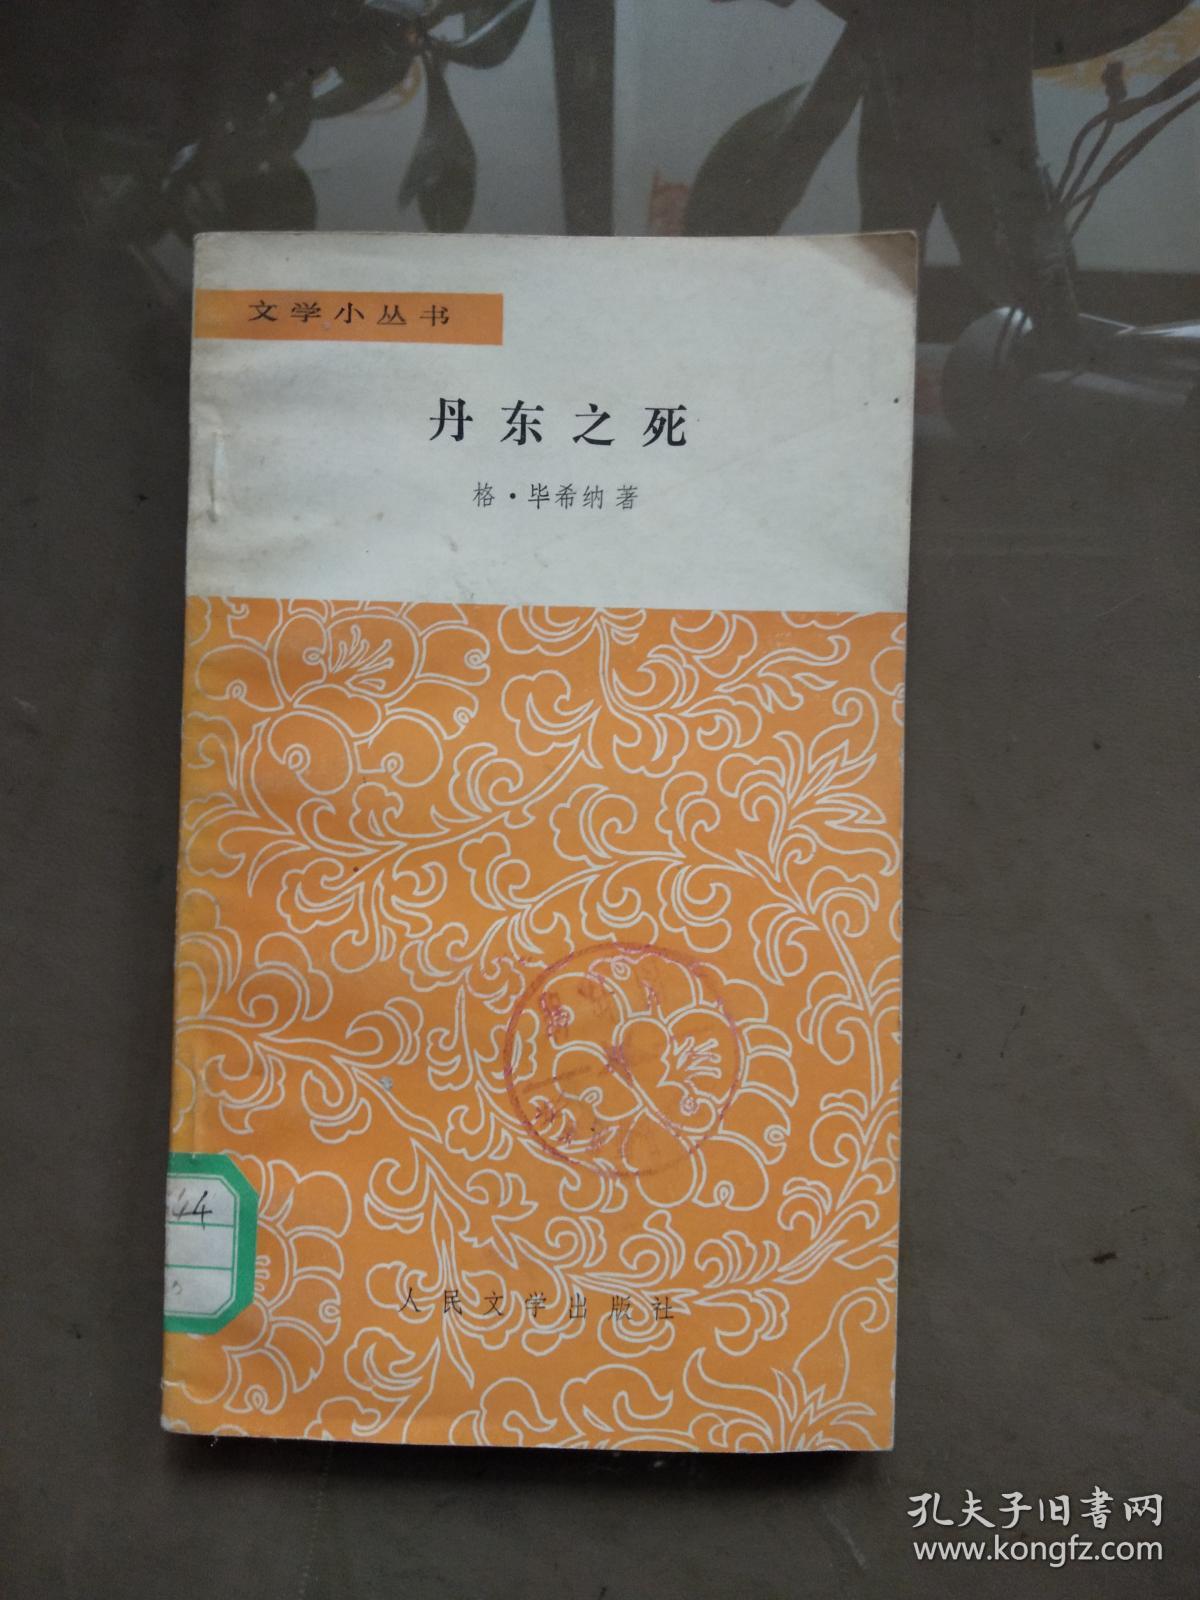 文学小丛书
丹东之死
格·毕希纳著
44
人民文学出版社
孔夫子旧书网
www.kongfz.com